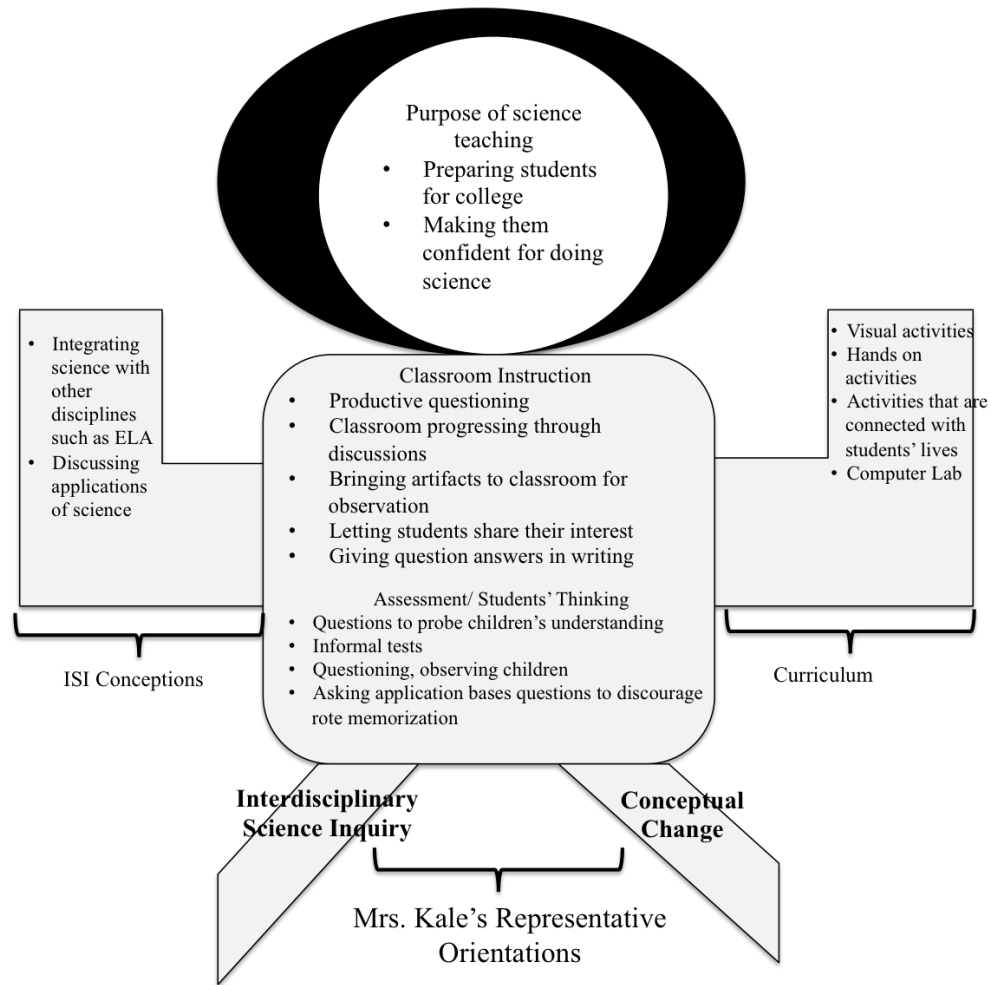 Purpose of science
teaching
• Preparing students
for college
• Making them
confident for doing
science
• Integrating
science with
other
disciplines
such as ELA
• Discussing
applications
of science
ISI Conceptions
Classroom Instruction
• Productive questioning
• Classroom progressing through
discussions
• Bringing artifacts to classroom for
observation
• Letting students share their interest
• Giving question answers in writing
Assessment/ Students’ Thinking
• Questions to probe children’s understanding
• Informal tests
• Questioning, observing children
• Asking application bases questions to discourage
rote memorization
• Visual activities
• Hands on
activities
• Activities that are
connected with
students’ lives
• Computer Lab
Curriculum
Interdisciplinary
Science Inquiry
Conceptual
Change
Mrs. Kale’s Representative
Orientations